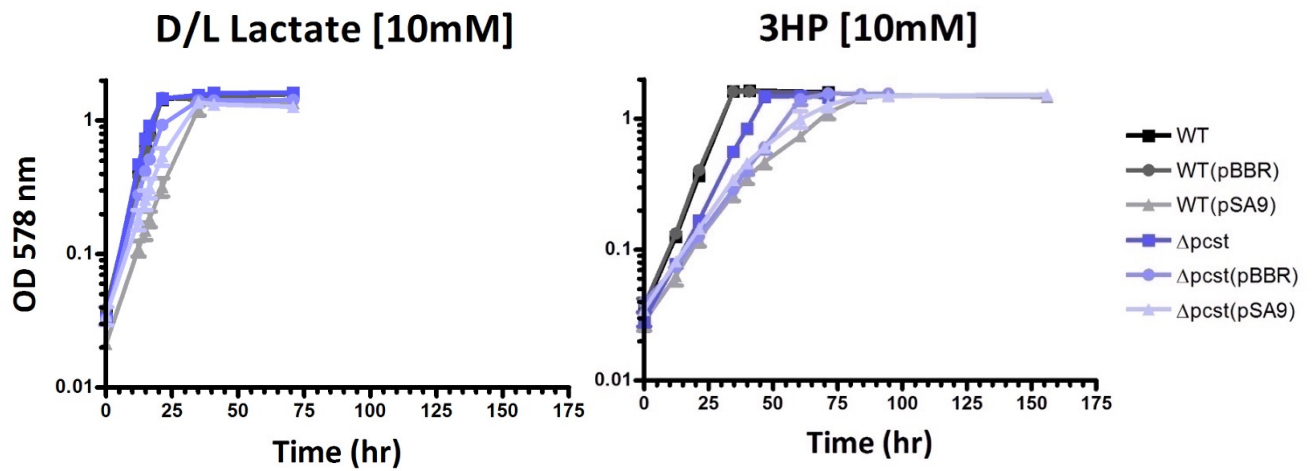 D/L Lactate [10mM]
3HP [10mM]
OD 578 nm
1
0.1
0.01
0 25 50 75 100 125 150 175
Time (hr)
1
0.1
0.01
0 25 50 75 100 125 150 175
Time (hr)
WT
WT(pBBR)
WT(pSA9)
Δpcst
Δpcst(pBBR)
Δpcst(pSA9)